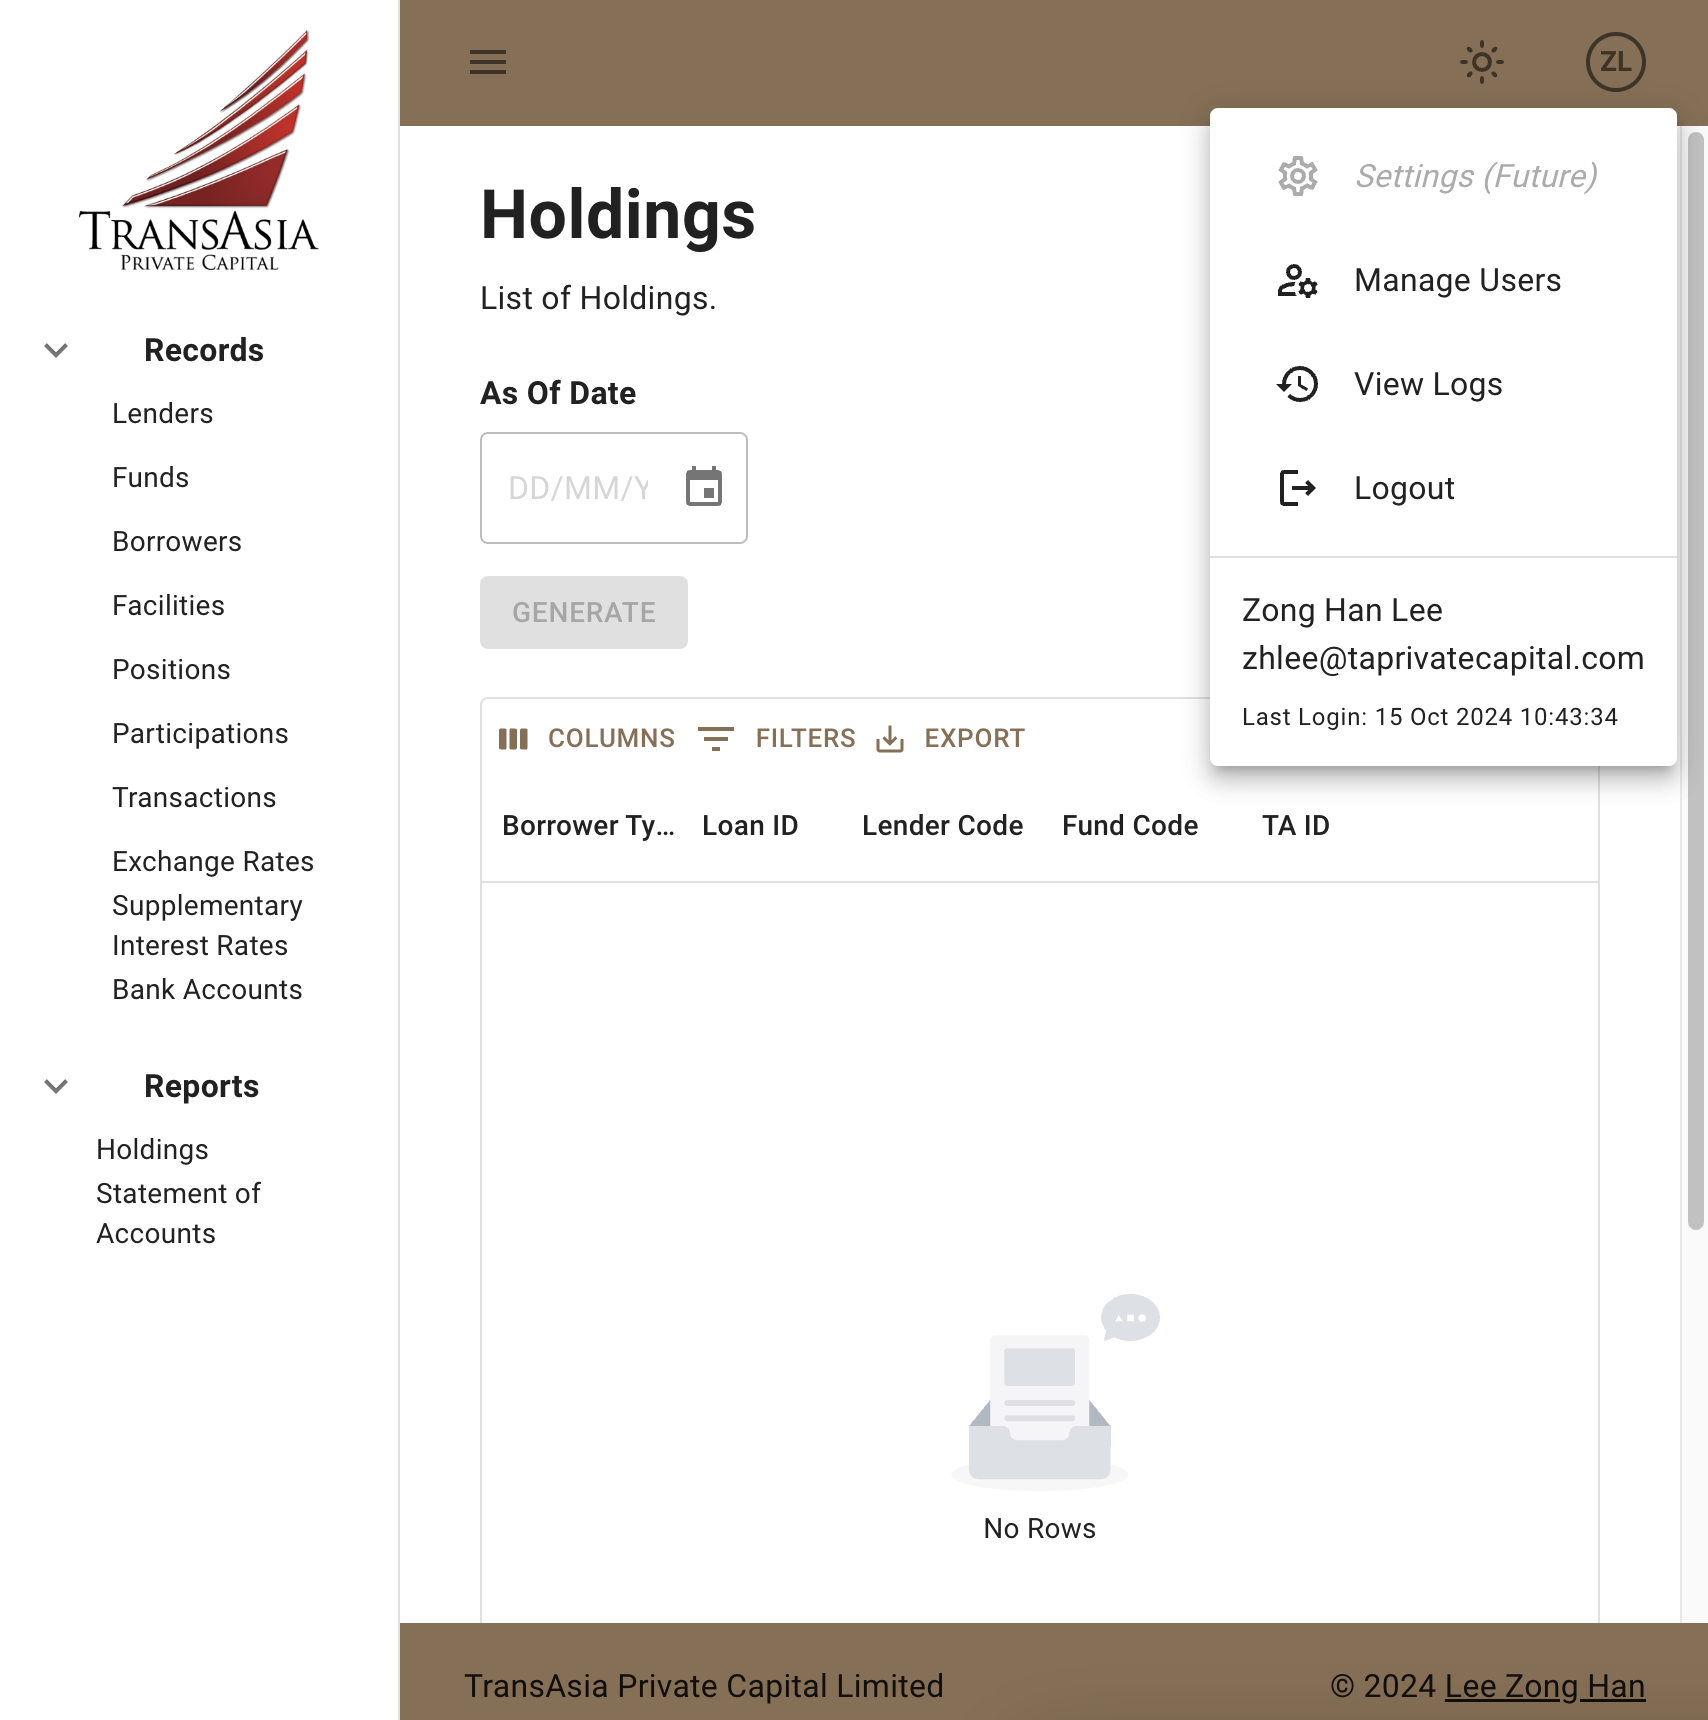 TRANSASIA
PRIVATE CAPITAL
Records
Lenders
Funds
Borrowers
Facilities
Positions
Participations
Transactions
Exchange Rates
Supplementary
Interest Rates
Bank Accounts
Reports
Holdings
Statement of
Accounts
ZL
Settings (Future)
Manage Users
View Logs
Logout
Zong Han Lee
zhlee@taprivatecapital.com
Last Login: 15 Oct 2024 10:43:34
Holdings
List of Holdings.
As Of Date
DD/MM/Y
GENERATE
COLUMNS FILTERS EXPORT
Borrower Ty... Loan ID Lender Code Fund Code TA ID
No Rows
TransAsia Private Capital Limited © 2024 Lee Zong Han